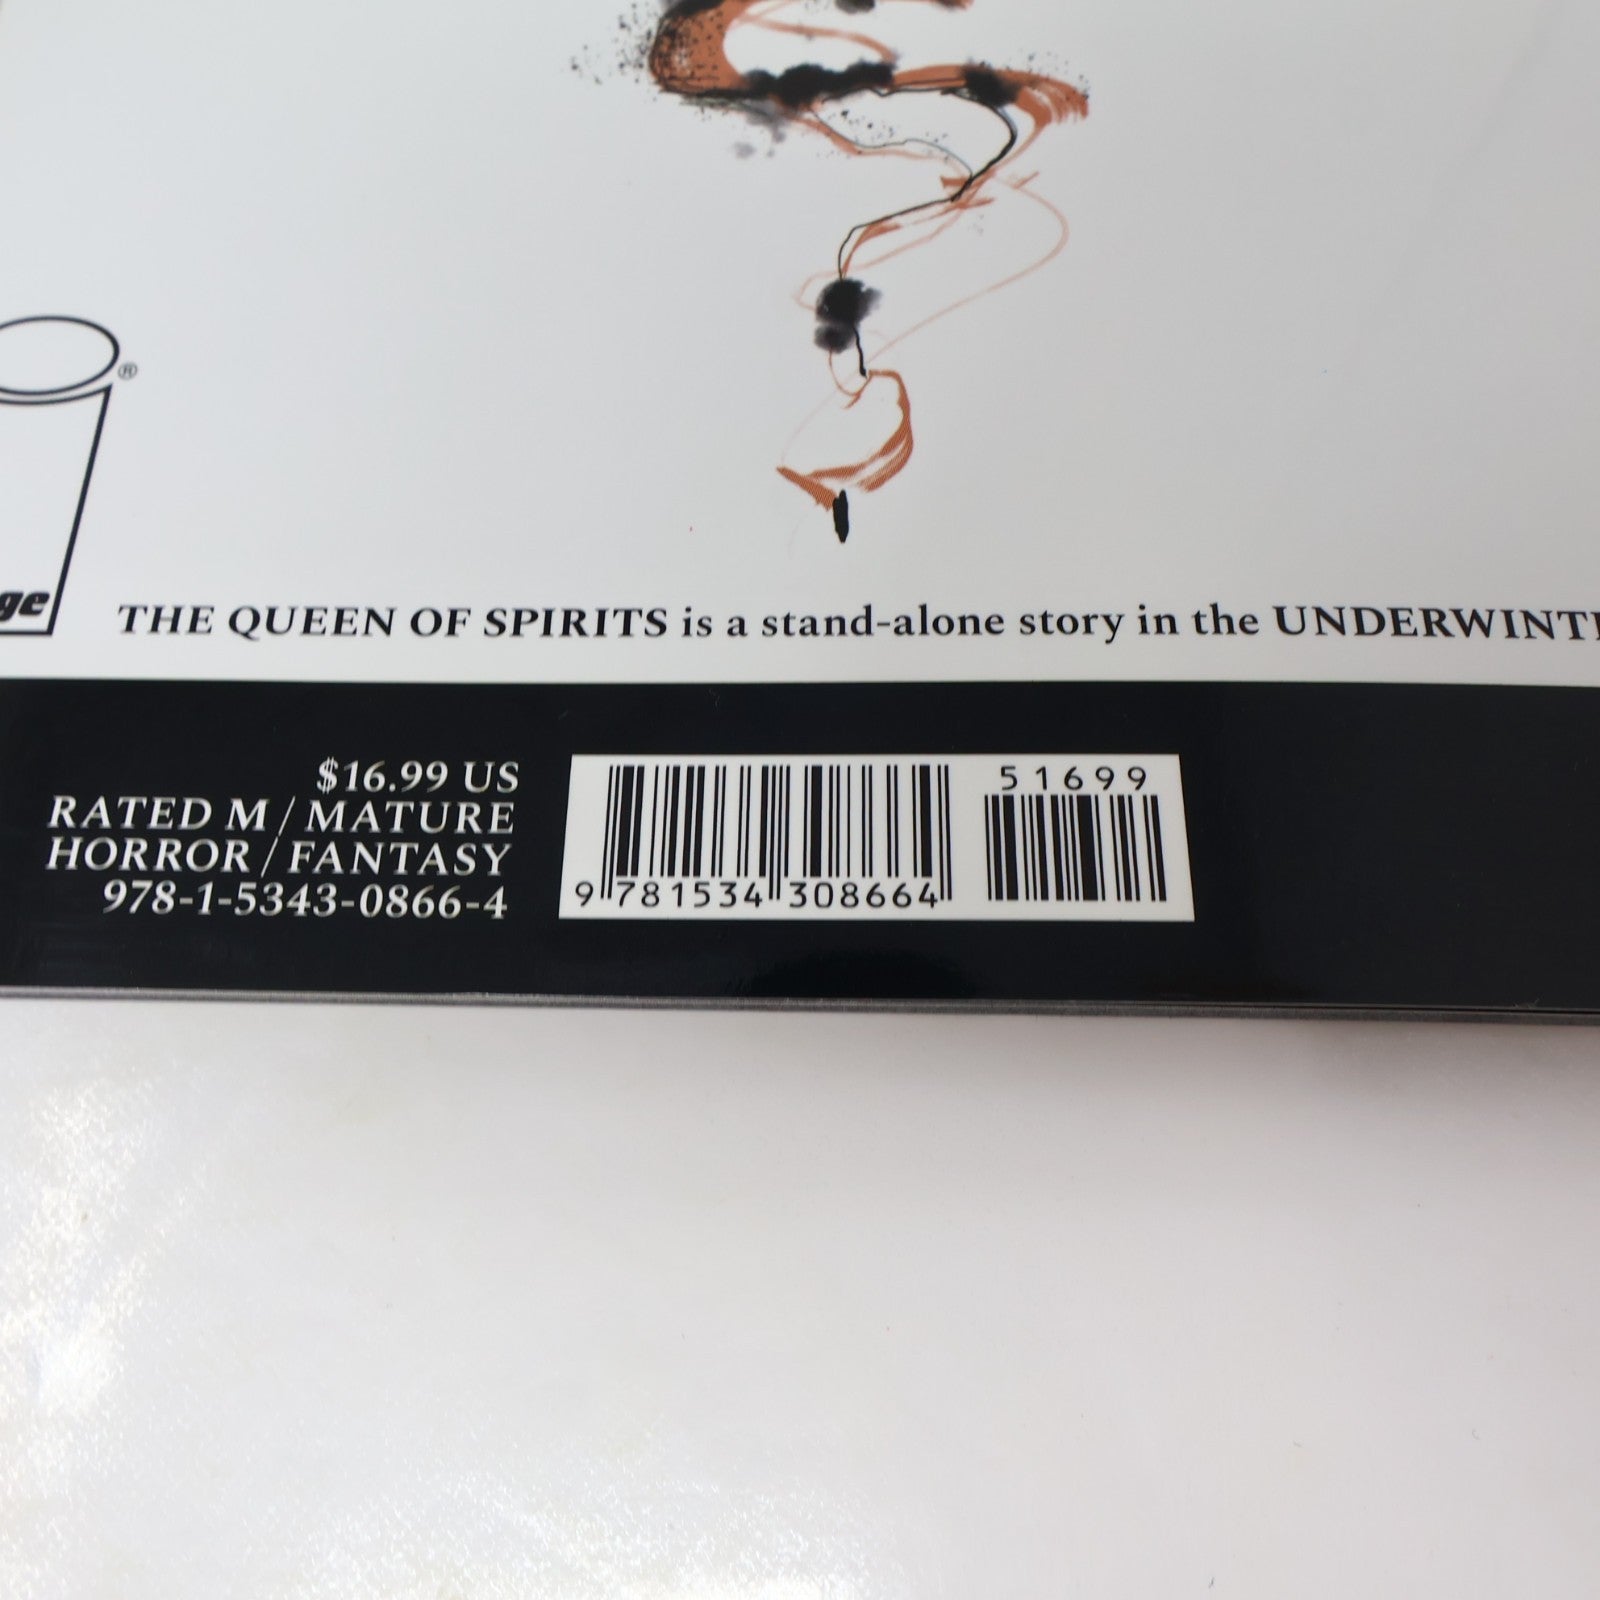 ®
ge
THE QUEEN OF SPIRITS is a stand-alone story in the
$16.99 US
RATED M / MATURE
HORROR / FANTASY
978-1-5343-0866-4
9 781534 308664
51699